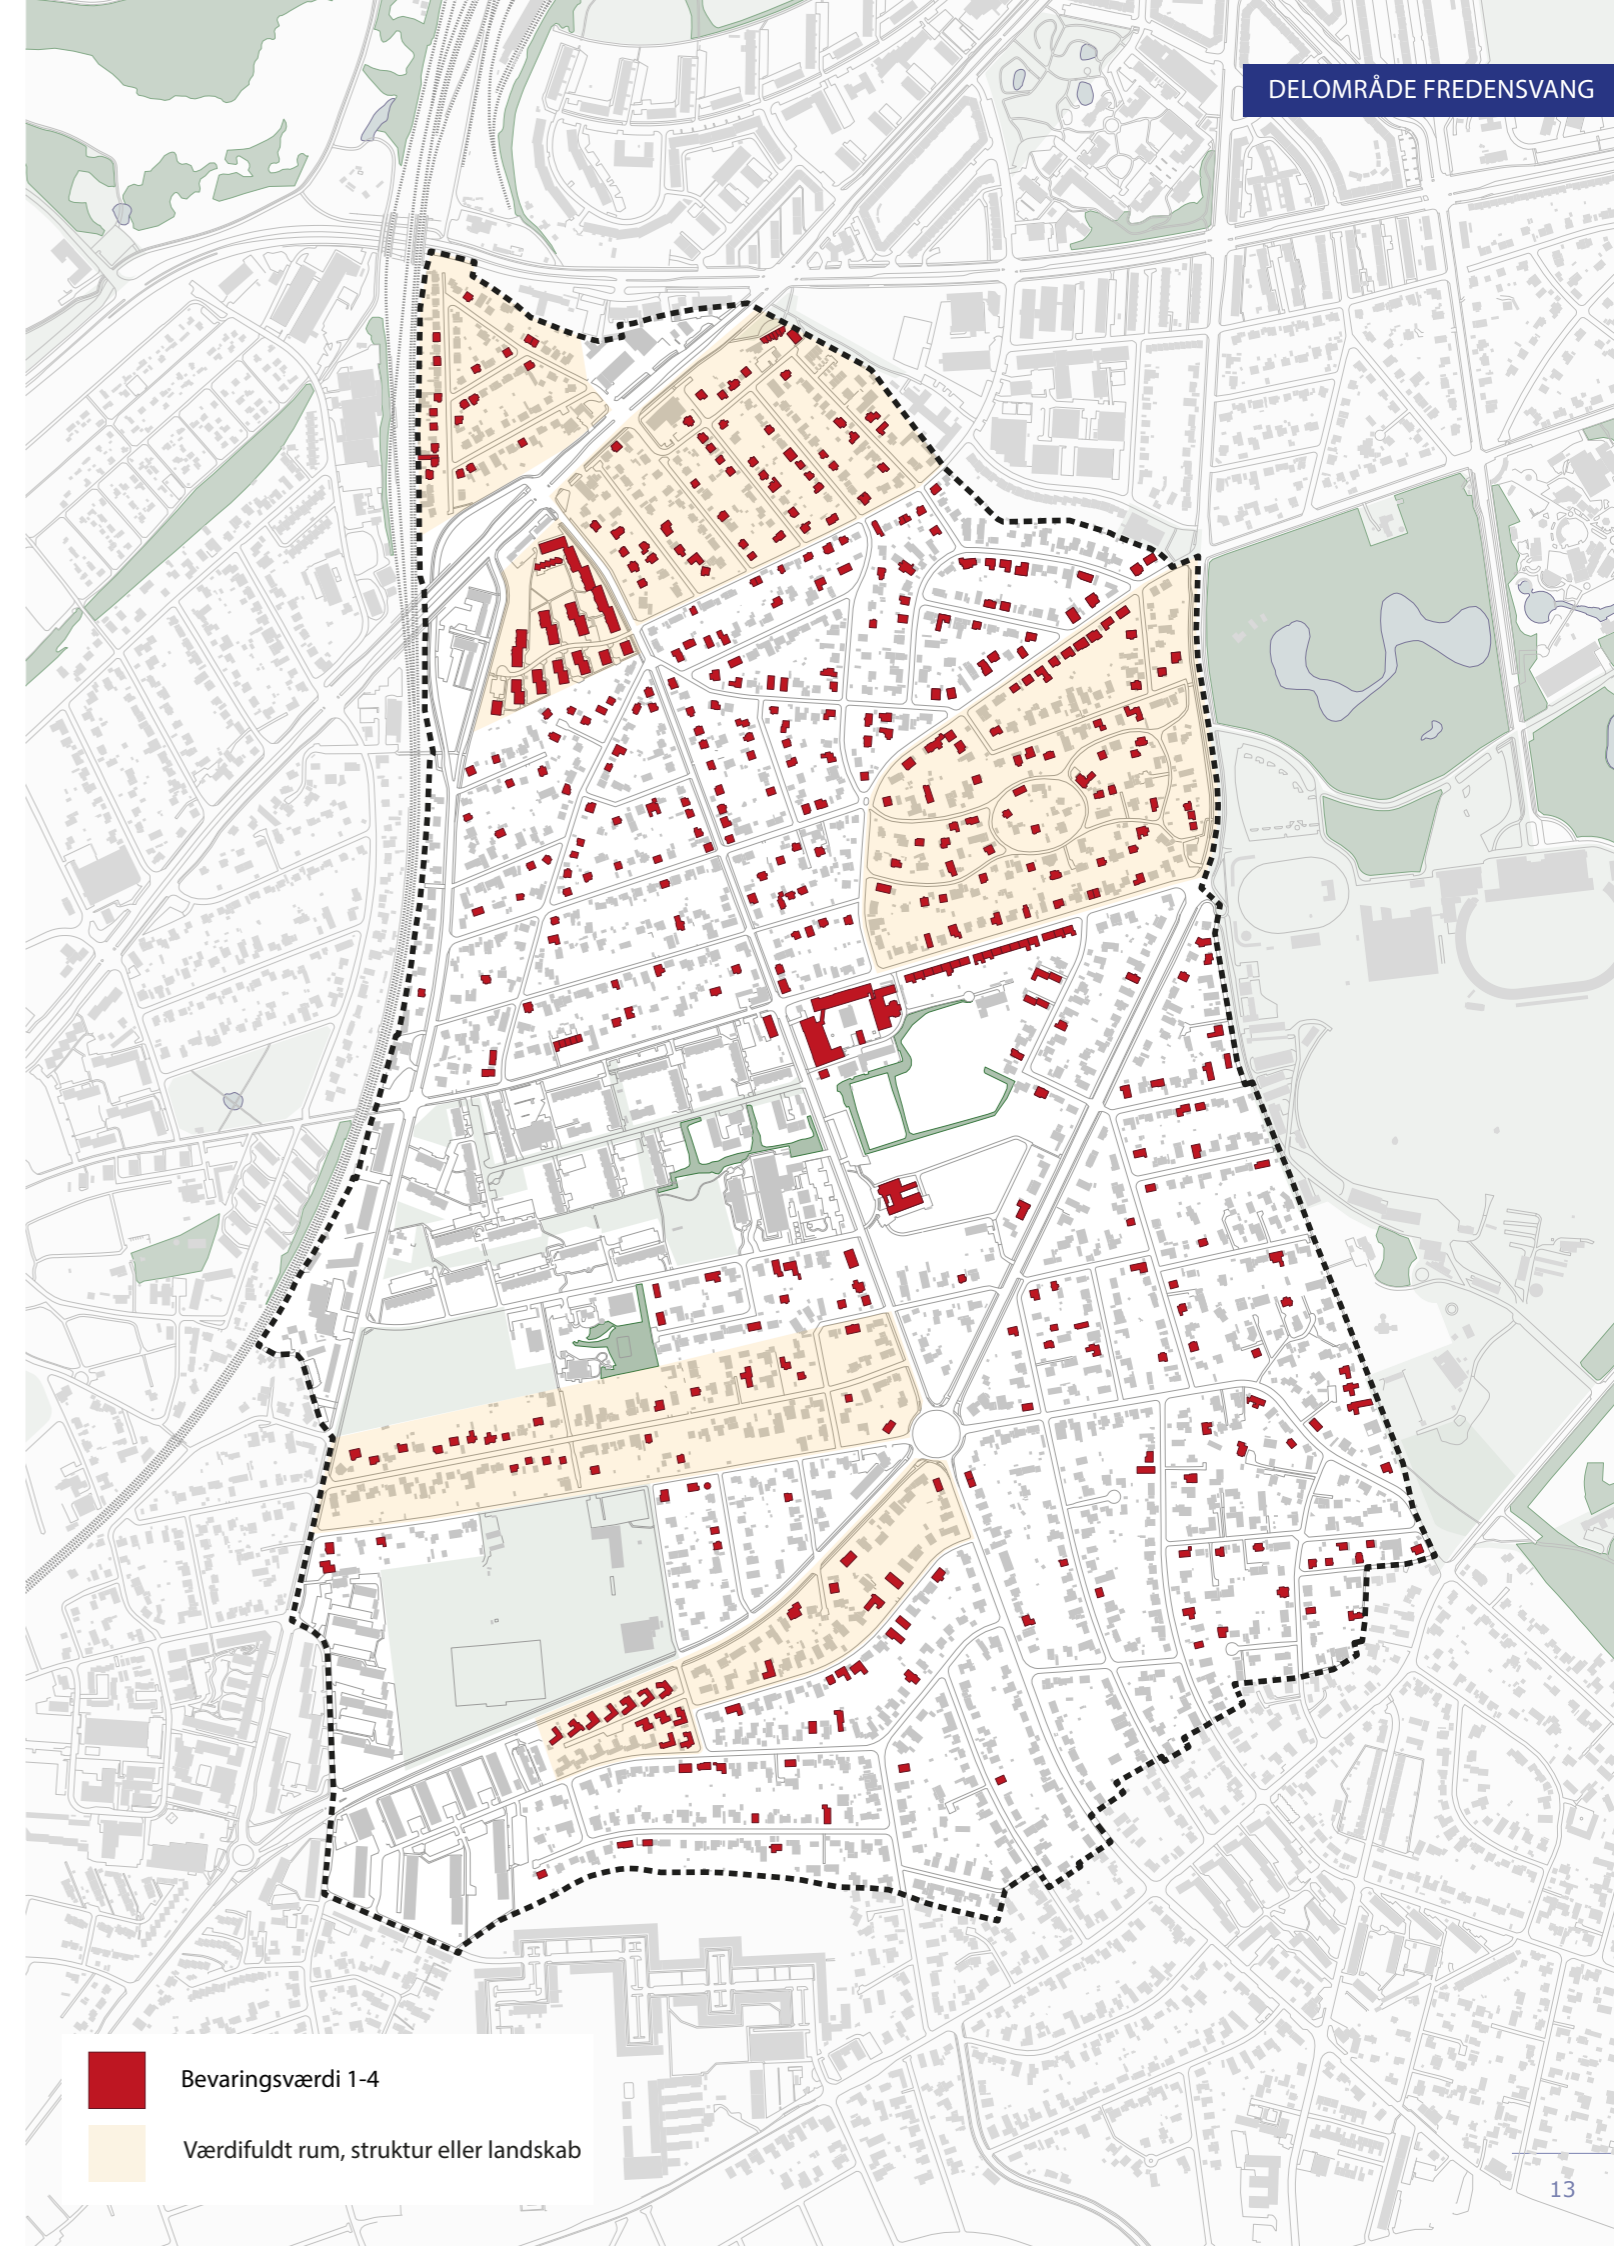 DELOMRÅDE FREDENSVANG
Bevaringsværdi 1-4
Værdifuldt rum, struktur eller landskab
13